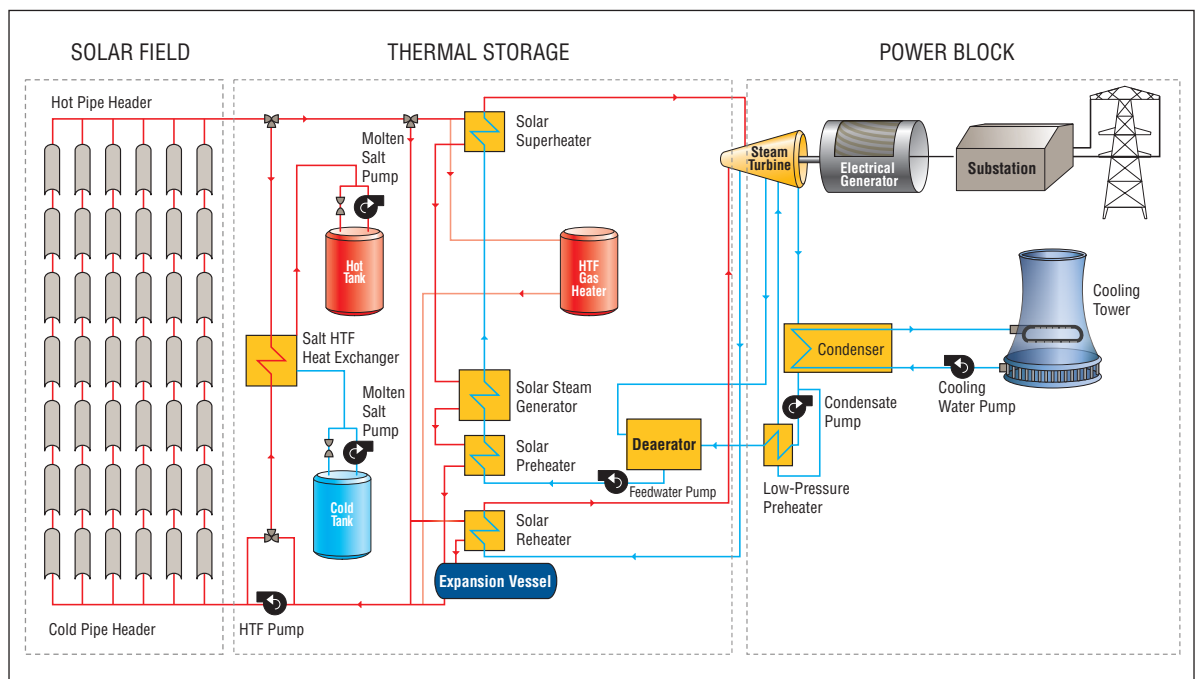 SOLAR FIELD
THERMAL STORAGE
POWER BLOCK
Hot Pipe Header
Molten
Salt
Pump
Solar
Superheater
Steam
Turbine
Electrical
Generator
Substation
Hot
Tank
HTF
Gas
Heater
Cooling
Tower
Salt HTF
Heat Exchanger
Condenser
Molten
Salt
Pump
Solar Steam
Generator
Cooling
Water Pump
Condensate
Pump
Solar
Preheater
Deaerator
Feedwater Pump
Low-Pressure
Preheater
Cold
Tank
Solar
Reheater
Expansion Vessel
Cold Pipe Header
HTF Pump